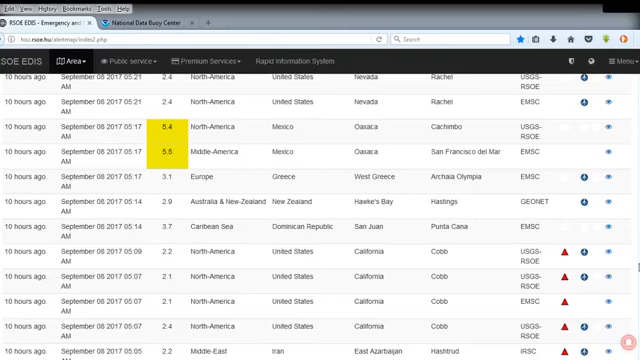 File Edit View History Bookmarks Tools Help
RSOE EDIS - Emergency and National Data Buoy Center
hisz.rsoe.hu/alertmap/index2.php Search
RSOE EDIS Area Public service Premium Services Rapid Information System Menu
10 hours ago. September 08 2017 05:21 AM 2.4 North-America United States Nevada Rachel USGS-RSOE
10 hours ago. September 08 2017 05:21 AM 2.4 North-America United States Nevada Rachel EMSC
10 hours ago. September 08 2017 05:17 AM 5.4 North-America Mexico Oaxaca Cachimbo USGS-RSOE
10 hours ago. September 08 2017 05:17 AM 5.5 Middle-America Mexico Oaxaca San Francisco del Mar EMSC
10 hours ago. September 08 2017 05:17 AM 3.1 Europe Greece West Greece Archaia Olympia EMSC
10 hours ago. September 08 2017 05:14 AM 2.9 Australia & New-Zealand New Zealand Hawke's Bay Hastings GEONET
10 hours ago. September 08 2017 05:14 AM 3.7 Caribean Sea Dominican Republic San Juan Punta Cana EMSC
10 hours ago. September 08 2017 05:09 AM 2.2 North-America United States California Cobb USGS-RSOE
10 hours ago. September 08 2017 05:07 AM 2.1 North-America United States California Cobb USGS-RSOE
10 hours ago. September 08 2017 05:07 AM 2.1 North-America United States California Cobb EMSC
10 hours ago. September 08 2017 05:07 AM 2.4 North-America United States California Cobb USGS-RSOE
10 hours ago. September 08 2017 05:05 AM 2.2 Middle-East Iran East Azarbaijan Hashtrud IRSC